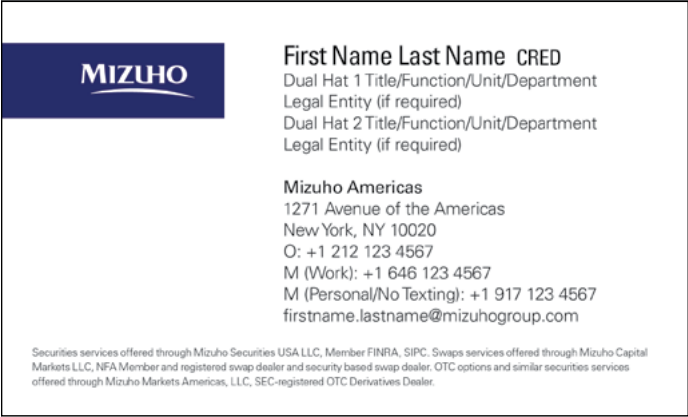 MIZUHO
First Name Last Name CRED
Dual Hat 1 Title/Function/Unit/Department
Legal Entity (if required)
Dual Hat 2 Title/Function/Unit/Department
Legal Entity (if required)
Mizuho Americas
1271 Avenue of the Americas
New York, NY 10020
O: +1 212 123 4567
M (Work): +1 646 123 4567
M (Personal/No Texting): +1 917 123 4567
firstname.lastname@mizuhogroup.com
Securities services offered through Mizuho Securities USA LLC, Member FINRA, SIPC. Swaps services offered through Mizuho Capital
Markets LLC, NFA Member and registered swap dealer and security based swap dealer. OTC options and similar securities services
offered through Mizuho Markets Americas, LLC, SEC-registered OTC Derivatives Dealer.